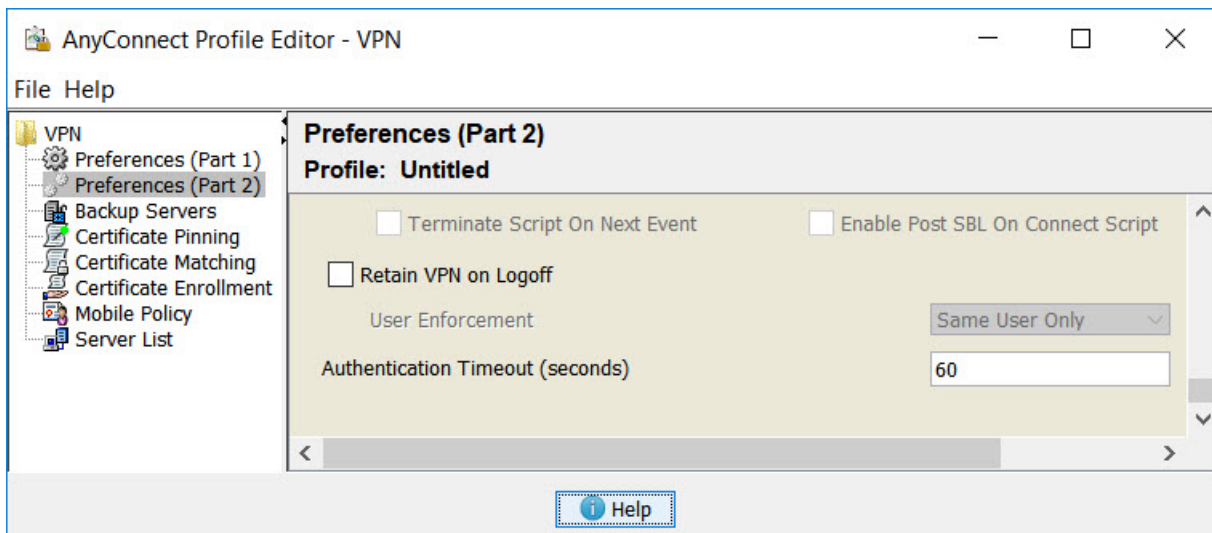 AnyConnect Profile Editor - VPN
File Help
VPN
Preferences (Part 1)
Preferences (Part 2)
Backup Servers
Certificate Pinning
Certificate Matching
Certificate Enrollment
Mobile Policy
Server List
Preferences (Part 2)
Profile: Untitled
Terminate Script On Next Event Enable Post SBL On Connect Script
Retain VPN on Logoff
User Enforcement Same User Only
Authentication Timeout (seconds) 60
Help